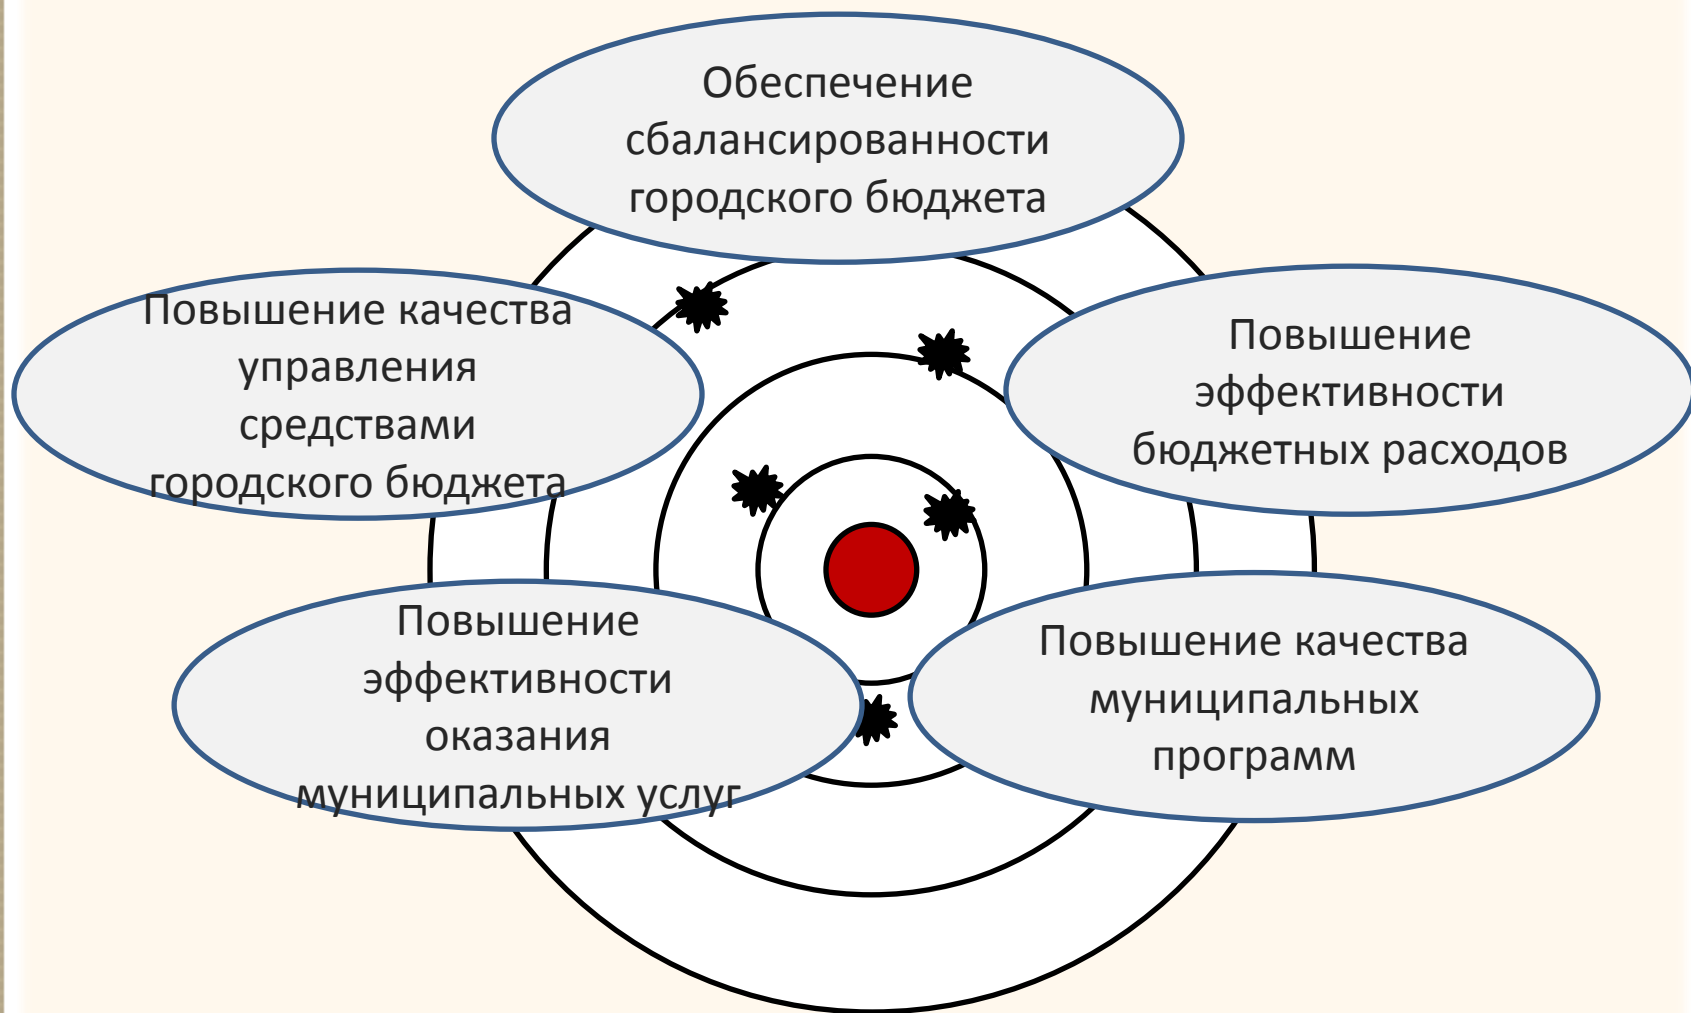 Обеспечение
сбалансированности
городского бюджета
Повышение качества
управления
средствами
городского бюджета
Повышение
эффективности
бюджетных расходов
Повышение
эффективности
оказания
муниципальных услуг
Повышение качества
муниципальных
программ